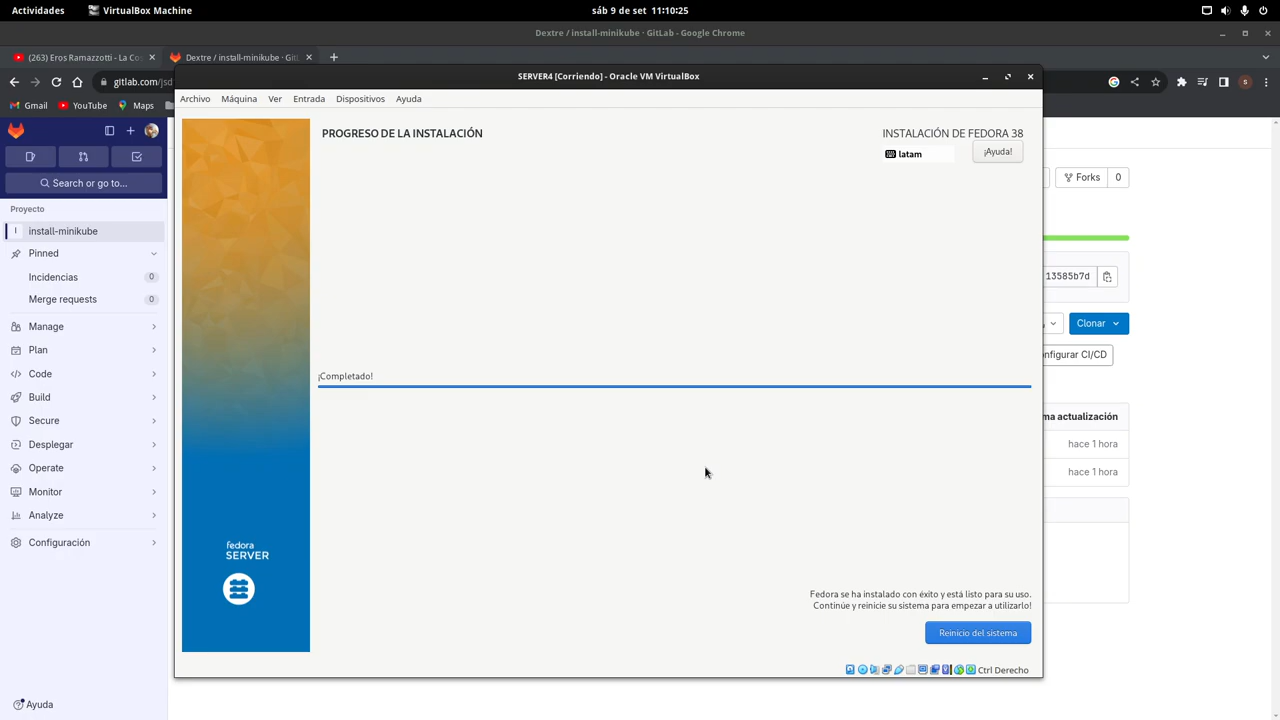 Actividades
VirtualBox Machine
sáb 9 de set 11:10:25
Dextre / install-minikube · GitLab - Google Chrome
(263) Eros Ramazzotti - La Co
Dextre / install-minikube · Git
gitlab.com/jsd
S
Gmail
YouTube
Maps
SERVER4 [Corriendo] - Oracle VM VirtualBox
Archivo Máquina Ver Entrada Dispositivos Ayuda
PROGRESO DE LA INSTALACIÓN
INSTALACIÓN DE FEDORA 38
latam
¡Ayuda!
¡Completado!
fedora
SERVER
Fedora se ha instalado con éxito y está listo para su uso.
Continúe y reinicie su sistema para empezar a utilizarlo!
Reinicio del sistema
Ctrl Derecho
Search or go to...
Proyecto
I install-minikube
Pinned
Incidencias 0
Merge requests 0
Manage
Plan
Code
Build
Secure
Desplegar
Operate
Monitor
Analyze
Configuración
Ayuda
Forks 0
13585b7d
Clonar
nfigurar CI/CD
ma actualización
hace 1 hora
hace 1 hora